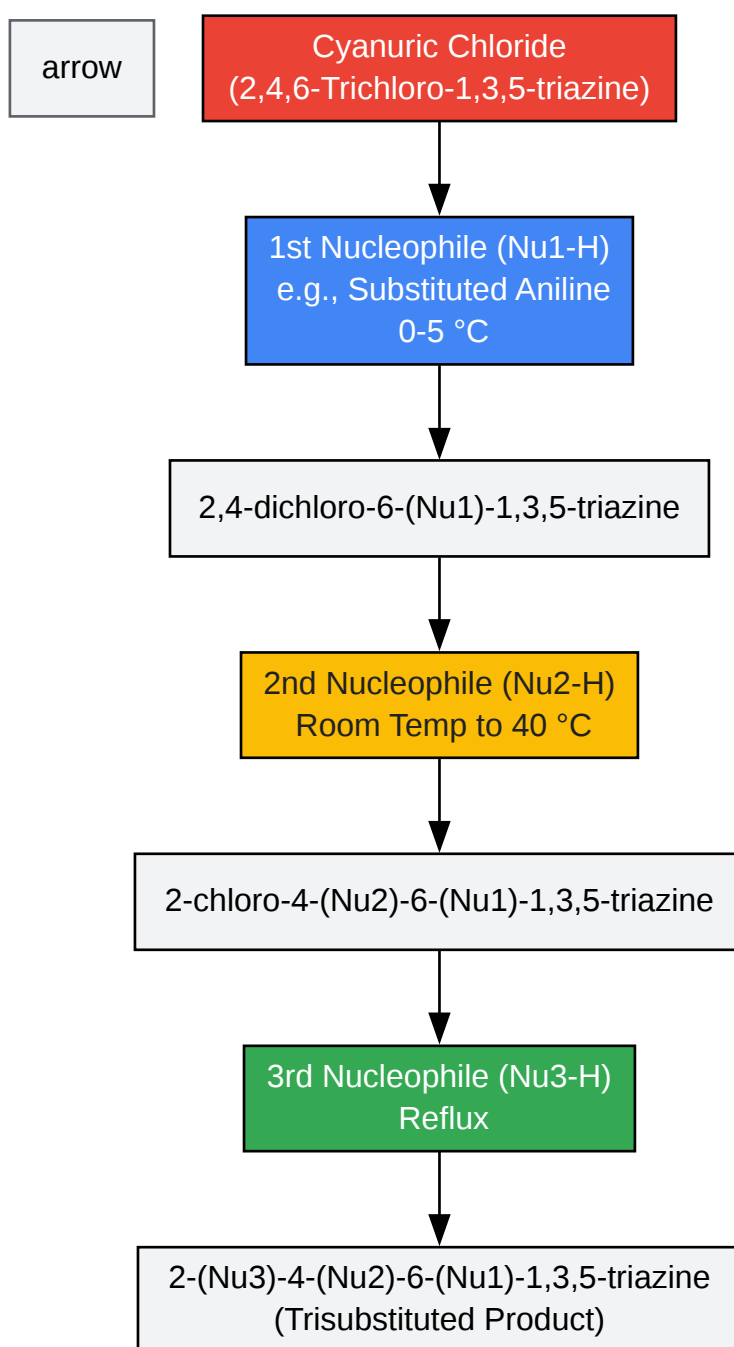 arrow
Cyanuric Chloride
(2,4,6-Trichloro-1,3,5-triazine)
1st Nucleophile (Nu1-H)
e.g., Substituted Aniline
0-5 °C
2,4-dichloro-6-(Nu1)-1,3,5-triazine
2nd Nucleophile (Nu2-H)
Room Temp to 40 °C
2-chloro-4-(Nu2)-6-(Nu1)-1,3,5-triazine
3rd Nucleophile (Nu3-H)
Reflux
2-(Nu3)-4-(Nu2)-6-(Nu1)-1,3,5-triazine
(Trisubstituted Product)